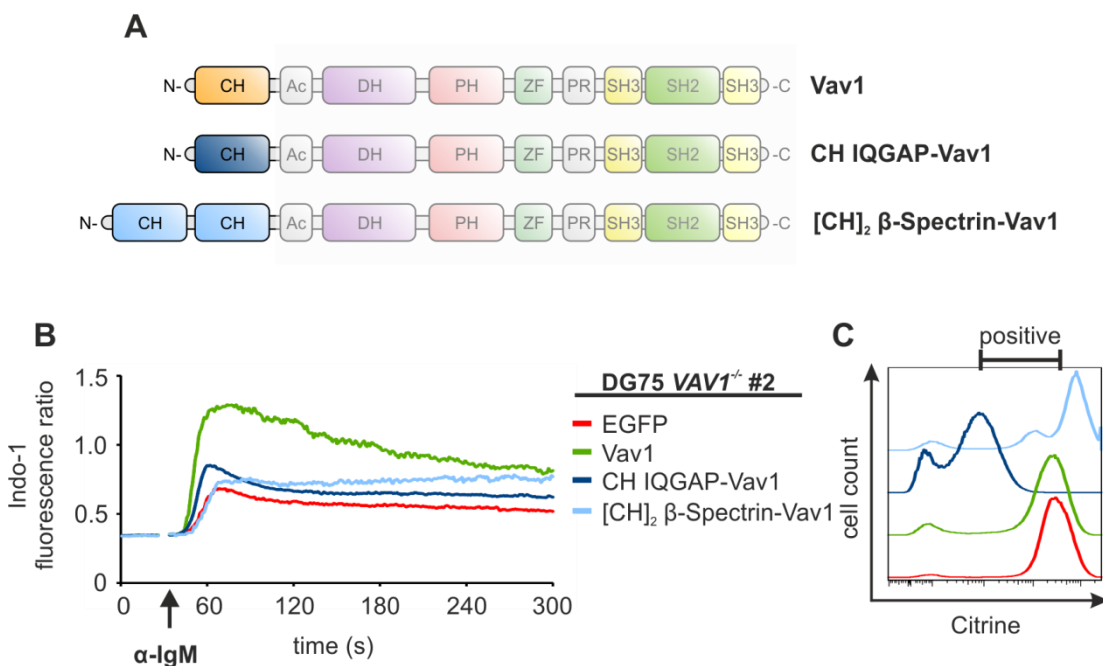 A
N- CH Ac DH PH ZF PR SH3 SH2 SH3 -C Vav1
N- CH Ac DH PH ZF PR SH3 SH2 SH3 -C CH IQGAP-Vav1
N- CH CH Ac DH PH ZF PR SH3 SH2 SH3 -C [CH]₂ β-Spectrin-Vav1
B
Indo-1
fluorescence ratio
1.5
1.0
0.5
0
0 60 120 180 240 300
α-IgM
time (s)
DG75 VAV1⁻/⁻ #2
EGFP
Vav1
CH IQGAP-Vav1
[CH]₂ β-Spectrin-Vav1
C
positive
cell count
Citrine